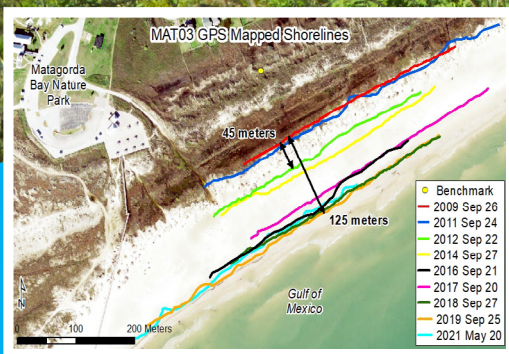 MAT03 GPS Mapped Shorelines
Matagorda
Bay Nature
Park
45 meters
125 meters
Benchmark
2009 Sep 26
2011 Sep 24
2012 Sep 22
2014 Sep 27
2016 Sep 21
2017 Sep 20
2018 Sep 27
2019 Sep 25
2021 May 20
Gulf of
Mexico
N
0 100 200 Meters